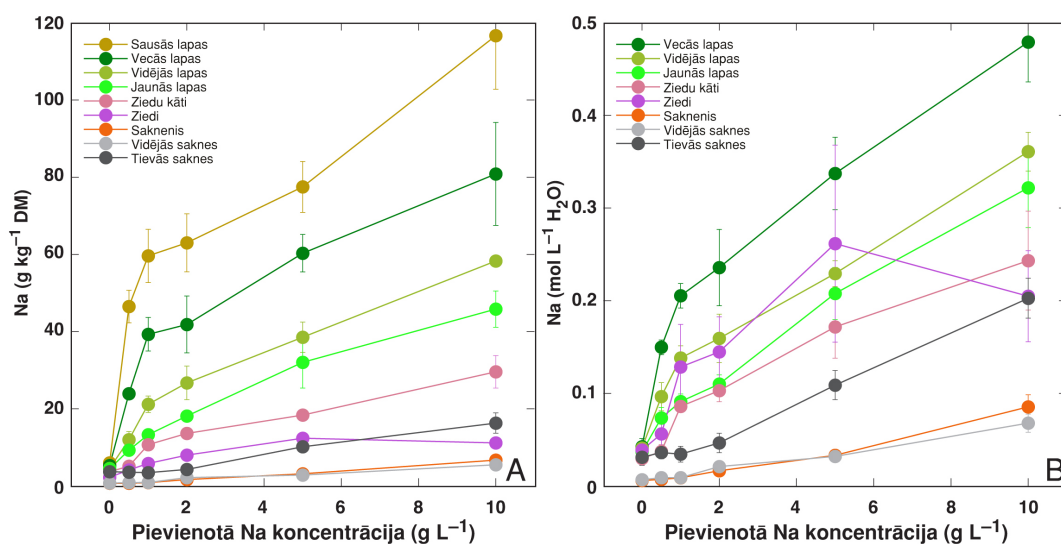 120
100
80
60
40
20
0
Na (g kg⁻¹ DM)
Sausās lapas
Vecās lapas
Vidējās lapas
Jaunās lapas
Ziedu kāti
Ziedi
Saknenis
Vidējās saknes
Tievās saknes
A
0 2 4 6 8 10
Pievienotā Na koncentrācija (g L⁻¹)
0.5
0.4
0.3
0.2
0.1
0
Na (mol L⁻¹ H₂O)
Vecās lapas
Vidējās lapas
Jaunās lapas
Ziedu kāti
Ziedi
Saknenis
Vidējās saknes
Tievās saknes
B
0 2 4 6 8 10
Pievienotā Na koncentrācija (g L⁻¹)